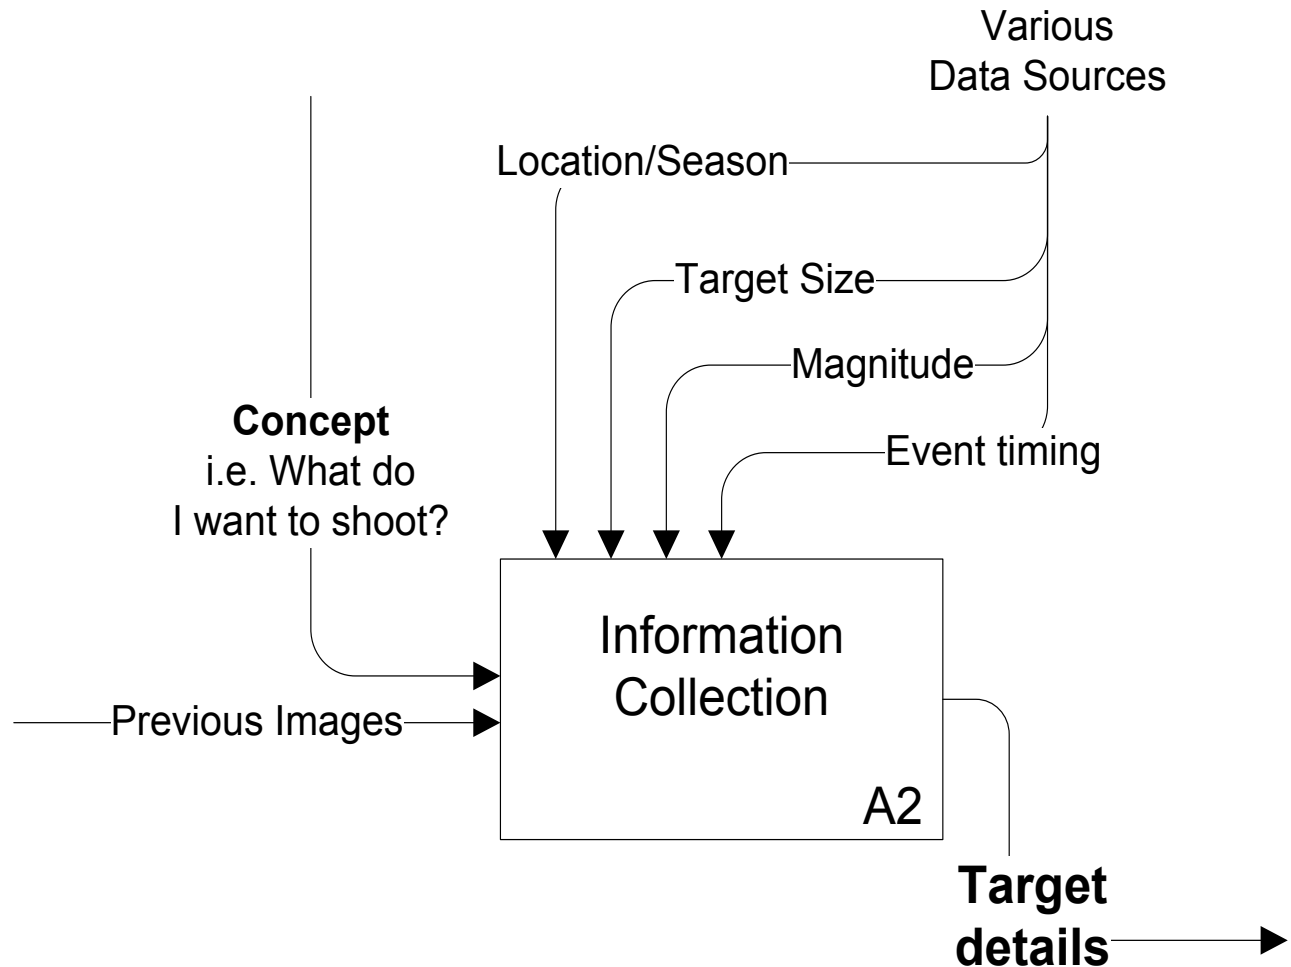 Various
Data Sources
Location/Season
Target Size
Magnitude
Event timing
Concept
i.e. What do
I want to shoot?
Previous Images
Information
Collection
A2
Target
details